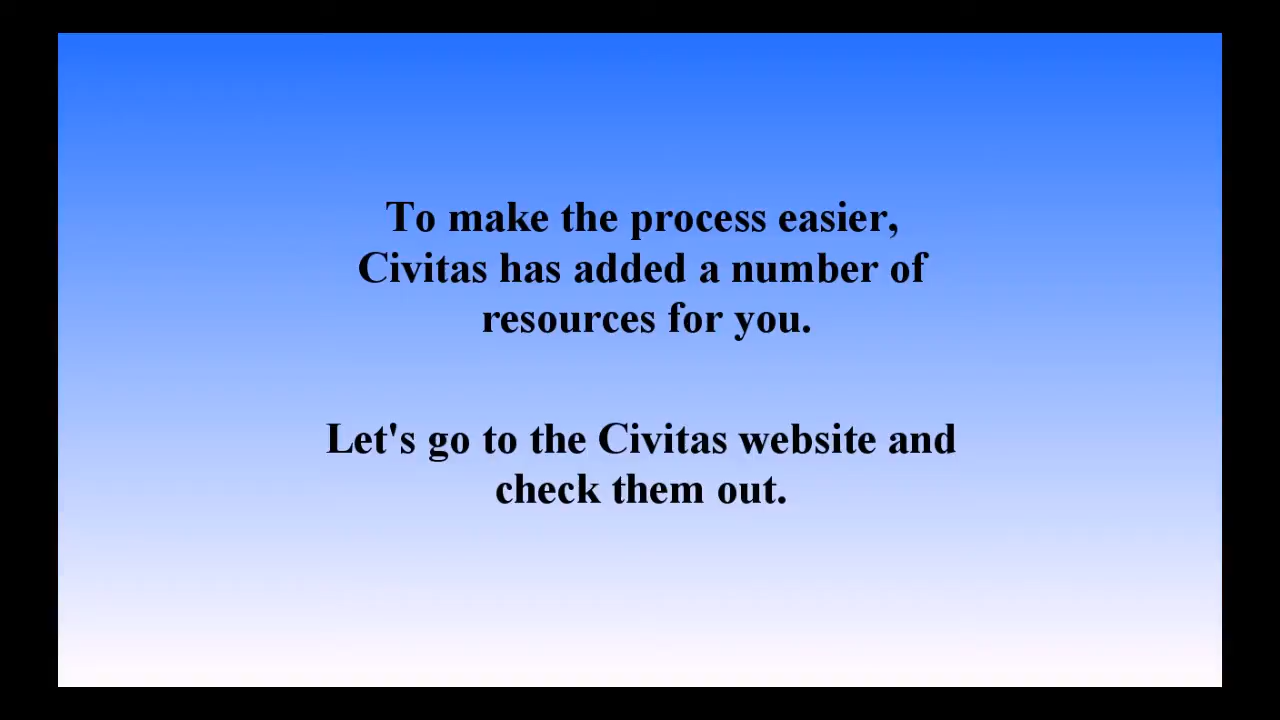 To make the process easier,
Civitas has added a number of
resources for you.
Let's go to the Civitas website and
check them out.